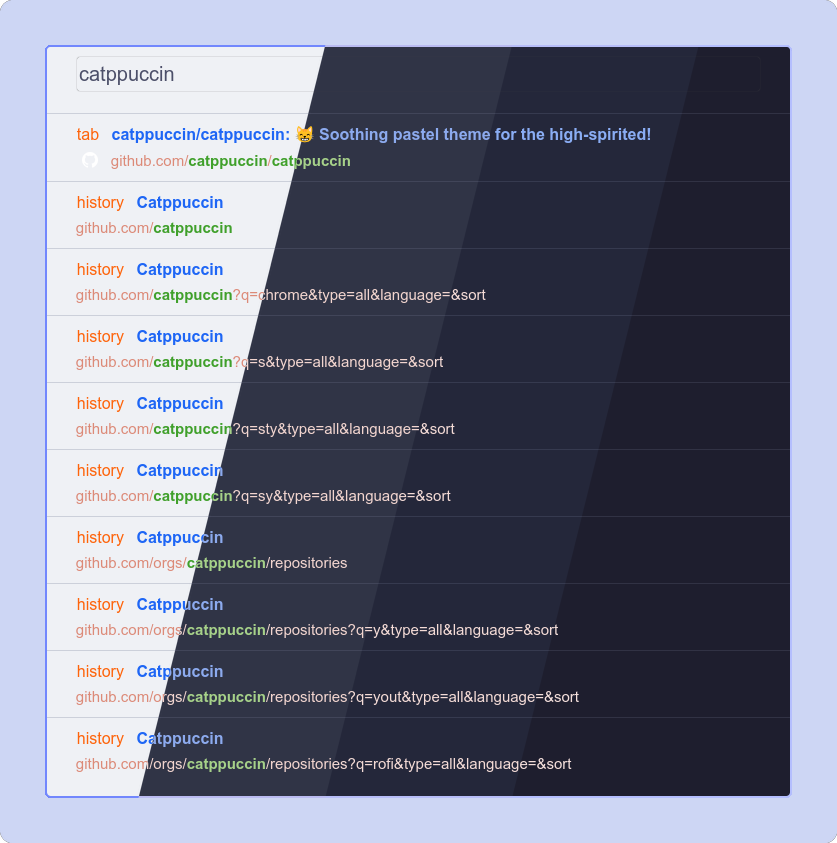 catppuccin
tab catppuccin/catppuccin: 😸 Soothing pastel theme for the high-spirited!
github.com/catppuccin/catppuccin
history Catppuccin
github.com/catppuccin
history Catppuccin
github.com/catppuccin?q=chrome&type=all&language=&sort
history Catppuccin
github.com/catppuccin?q=s&type=all&language=&sort
history Catppuccin
github.com/catppuccin?q=sty&type=all&language=&sort
history Catppuccin
github.com/catppuccin?q=sy&type=all&language=&sort
history Catppuccin
github.com/orgs/catppuccin/repositories
history Catppuccin
github.com/orgs/catppuccin/repositories?q=y&type=all&language=&sort
history Catppuccin
github.com/orgs/catppuccin/repositories?q=yout&type=all&language=&sort
history Catppuccin
github.com/orgs/catppuccin/repositories?q=rofi&type=all&language=&sort